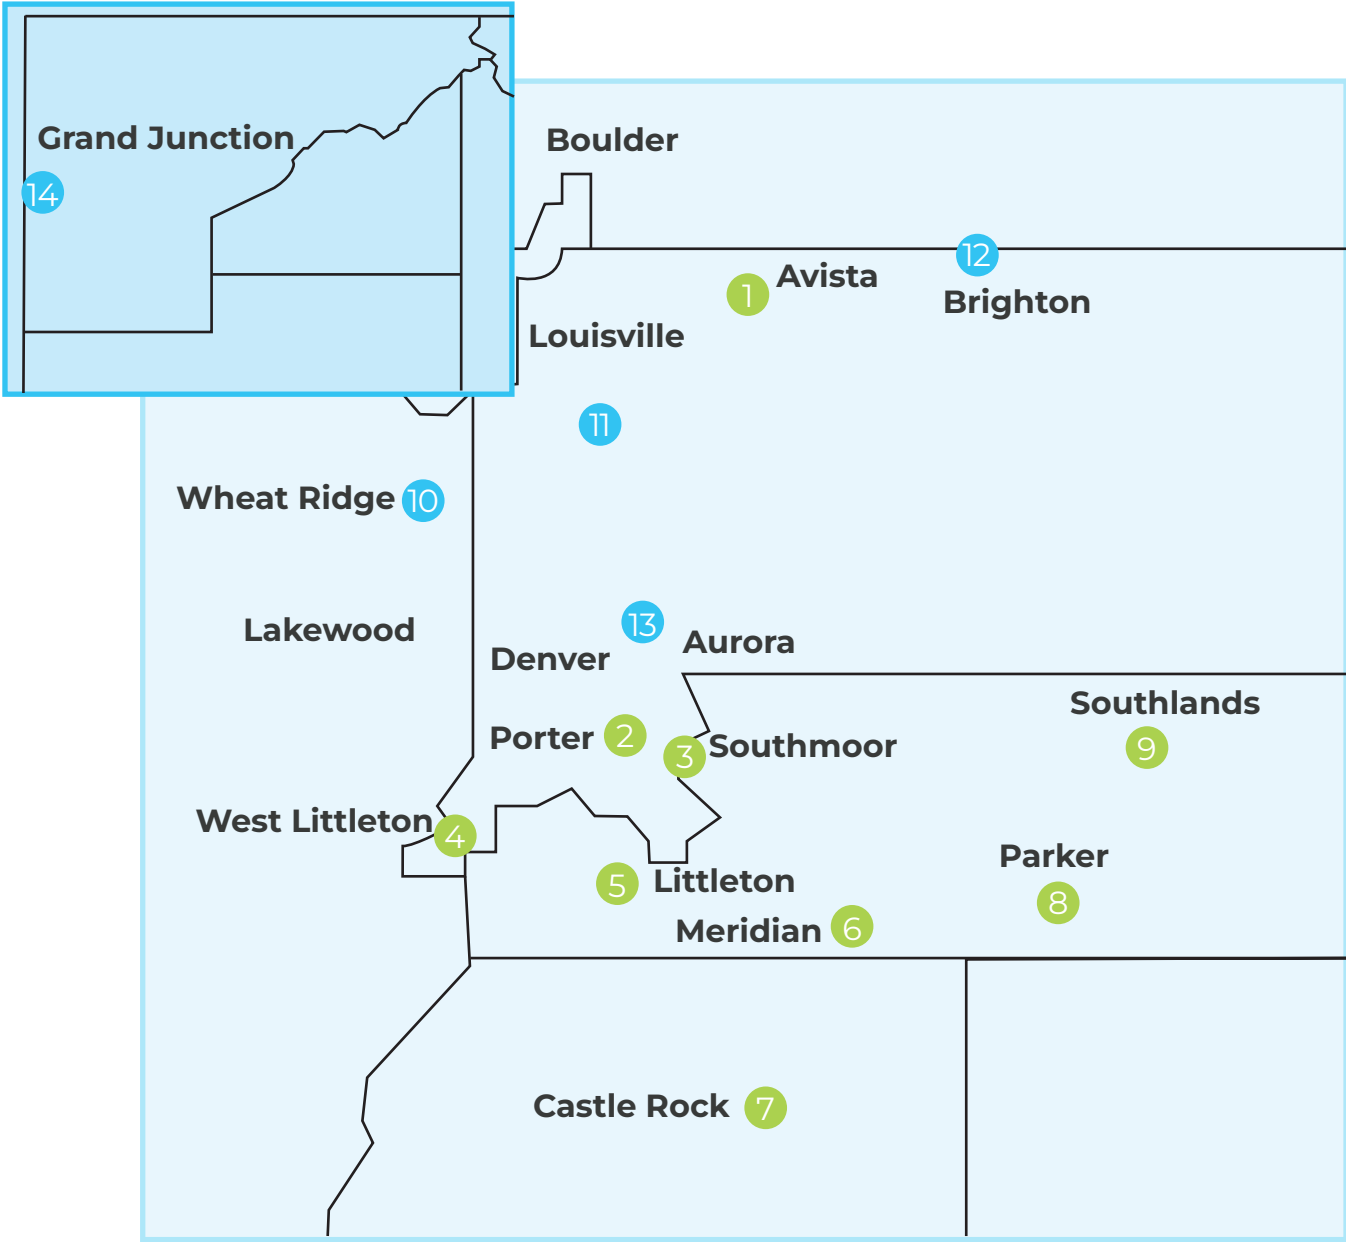 Grand Junction
14
Boulder
12
Avista
1
Brighton
Louisville
11
Wheat Ridge 10
Lakewood
13
Aurora
Denver
Southlands
Porter 2
3 Southmoor
9
West Littleton 4
Parker
5 Littleton
8
Meridian 6
Castle Rock 7